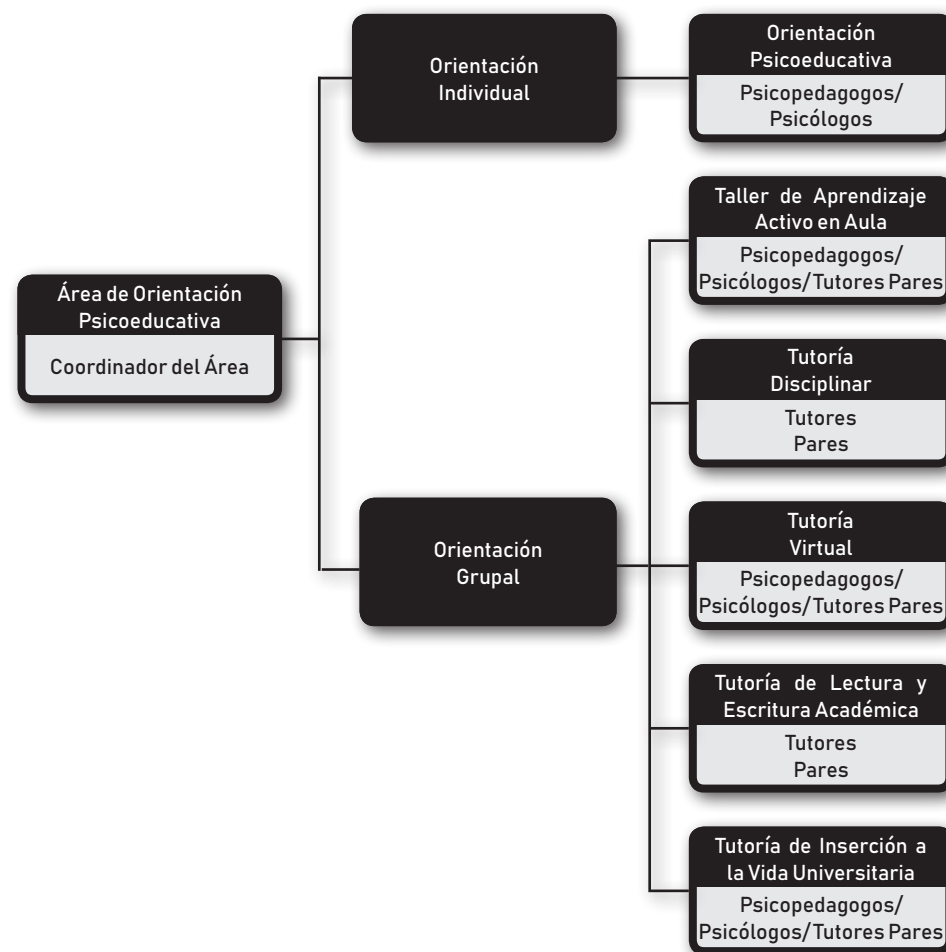 Área de Orientación
Psicoeducativa
Coordinador del Área
Orientación
Individual
Orientación
Psicoeducativa
Psicopedagogos/
Psicólogos
Orientación
Grupal
Taller de Aprendizaje
Activo en Aula
Psicopedagogos/
Psicólogos/Tutores Pares
Tutoría
Disciplinar
Tutores
Pares
Tutoría
Virtual
Psicopedagogos/
Psicólogos/Tutores Pares
Tutoría de Lectura y
Escritura Académica
Tutores
Pares
Tutoría de Inserción a
la Vida Universitaria
Psicopedagogos/
Psicólogos/Tutores Pares